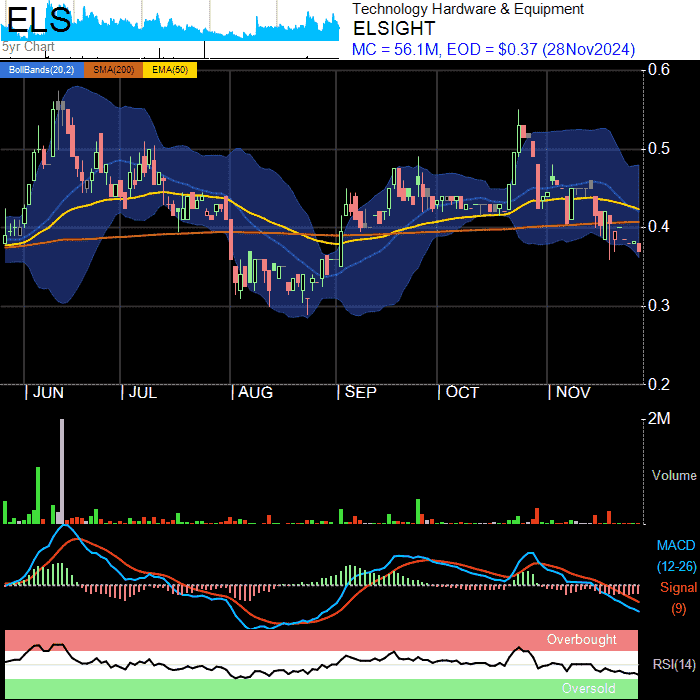 ELS
5yr Chart
Technology Hardware & Equipment
ELSIGHT
MC = 56.1M, EOD = $0.37 (28Nov2024)
BollBands(20,2) SMA(200) EMA(50)
0.6
0.5
0.4
0.3
0.2
JUN JUL AUG SEP OCT NOV
2M
Volume
MACD
(12-26)
Signal
(9)
Overbought
RSI(14)
Oversold